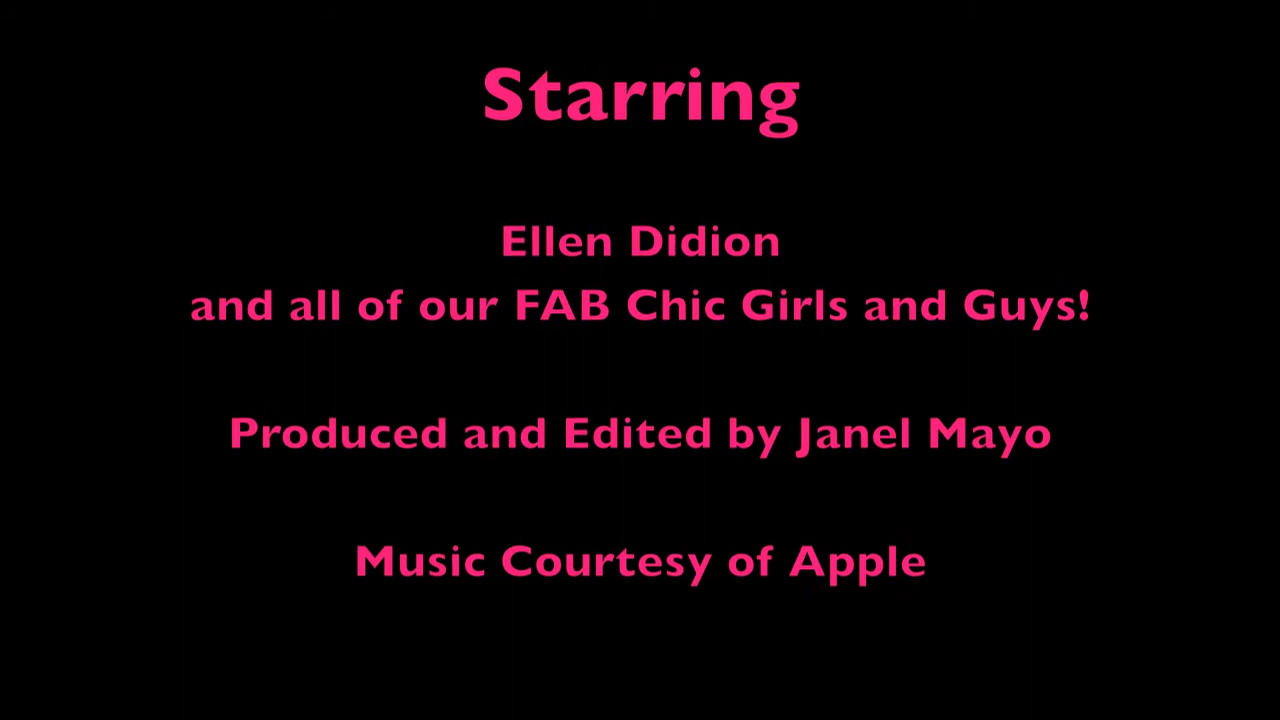 Starring
Ellen Didion
and all of our FAB Chic Girls and Guys!
Produced and Edited by Janel Mayo
Music Courtesy of Apple